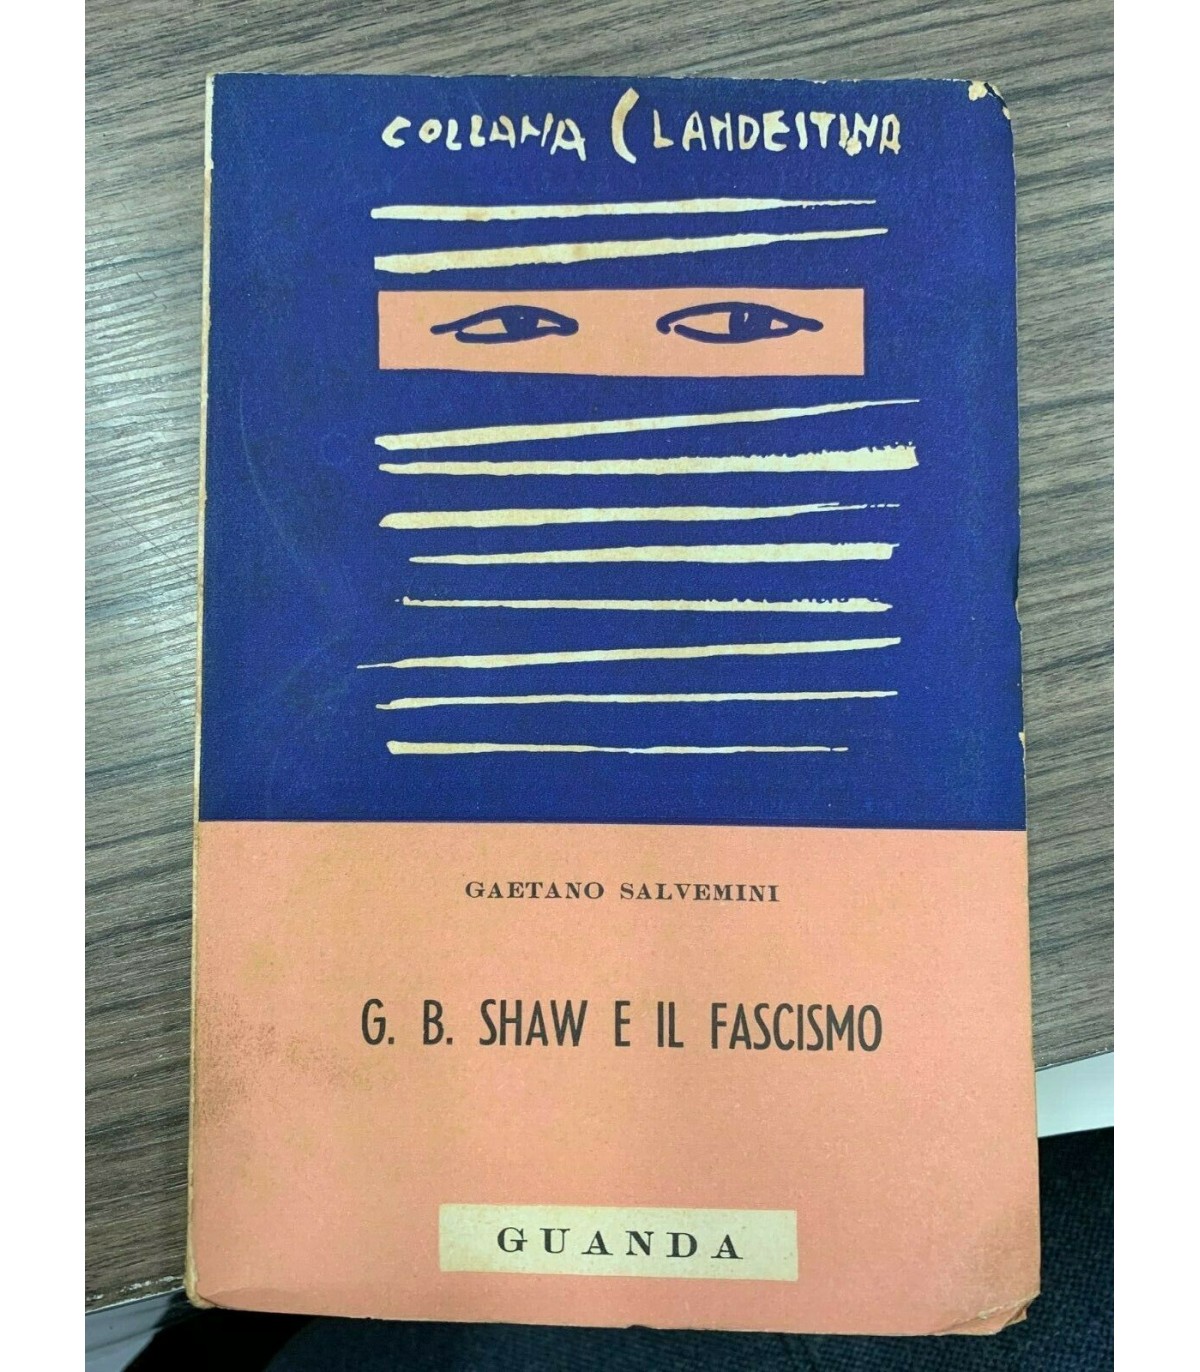 COLLANA CLANDESTINA
GAETANO SALVEMINI
G. B. SHAW E IL FASCISMO
GUANDA